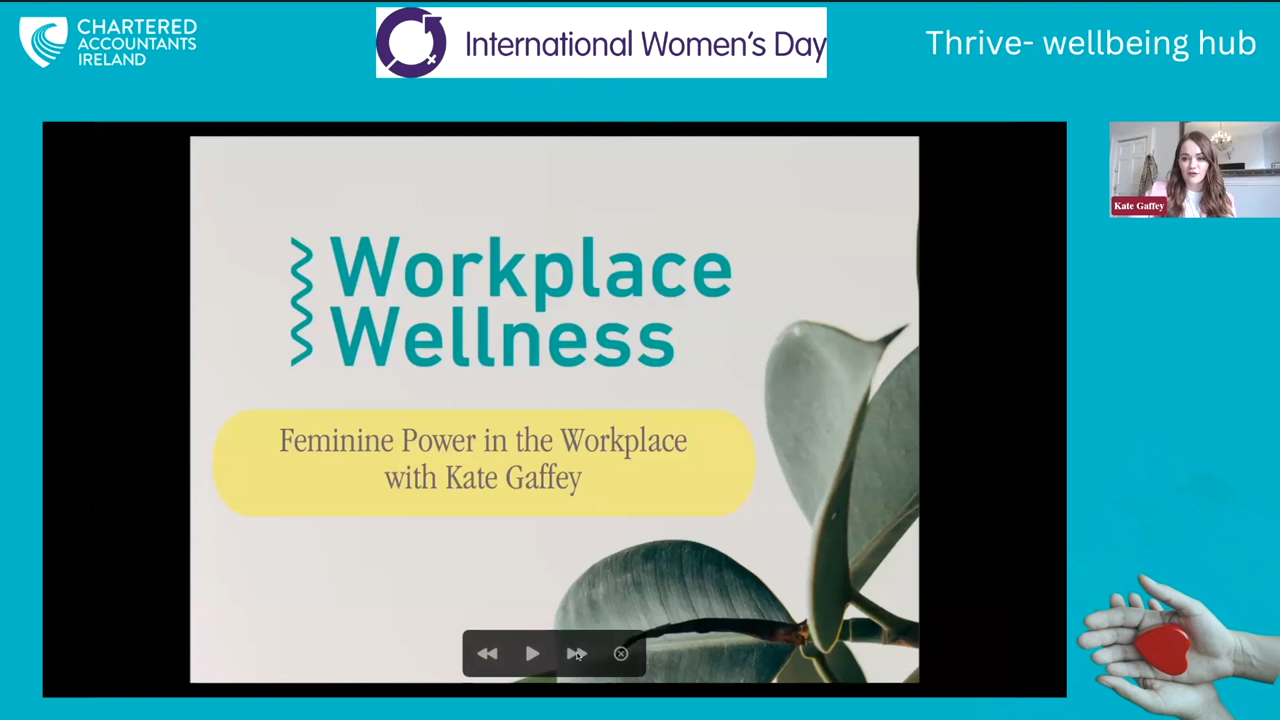 CHARTERED
ACCOUNTANTS
IRELAND
International Women's Day
Thrive- wellbeing hub
Workplace
Wellness
Feminine Power in the Workplace
with Kate Gaffey
Kate Gaffey